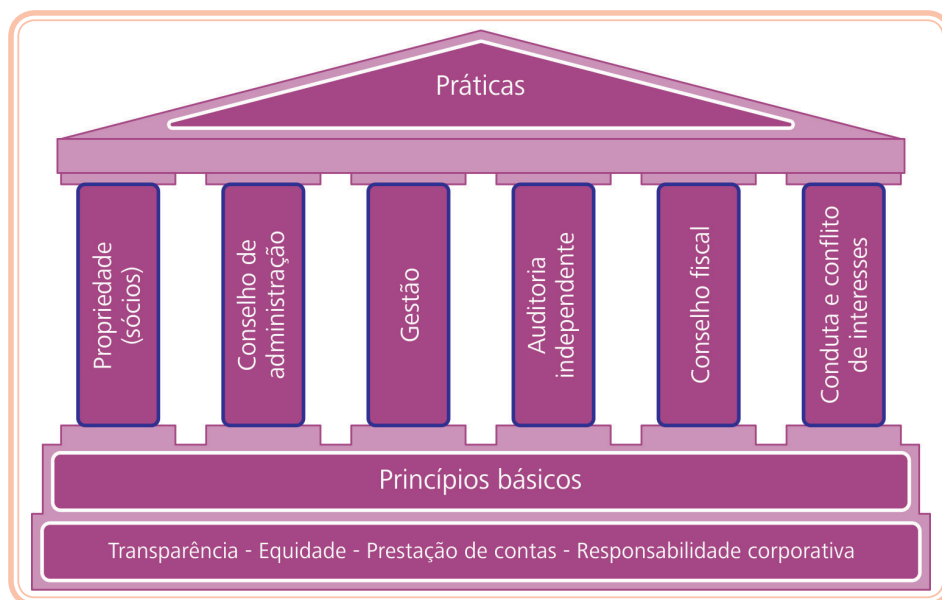 Práticas
Propriedade
(sócios)
Conselho de
administração
Gestão
Auditoria
independente
Conselho fiscal
Conduta e conflito
de interesses
Princípios básicos
Transparência - Equidade - Prestação de contas - Responsabilidade corporativa